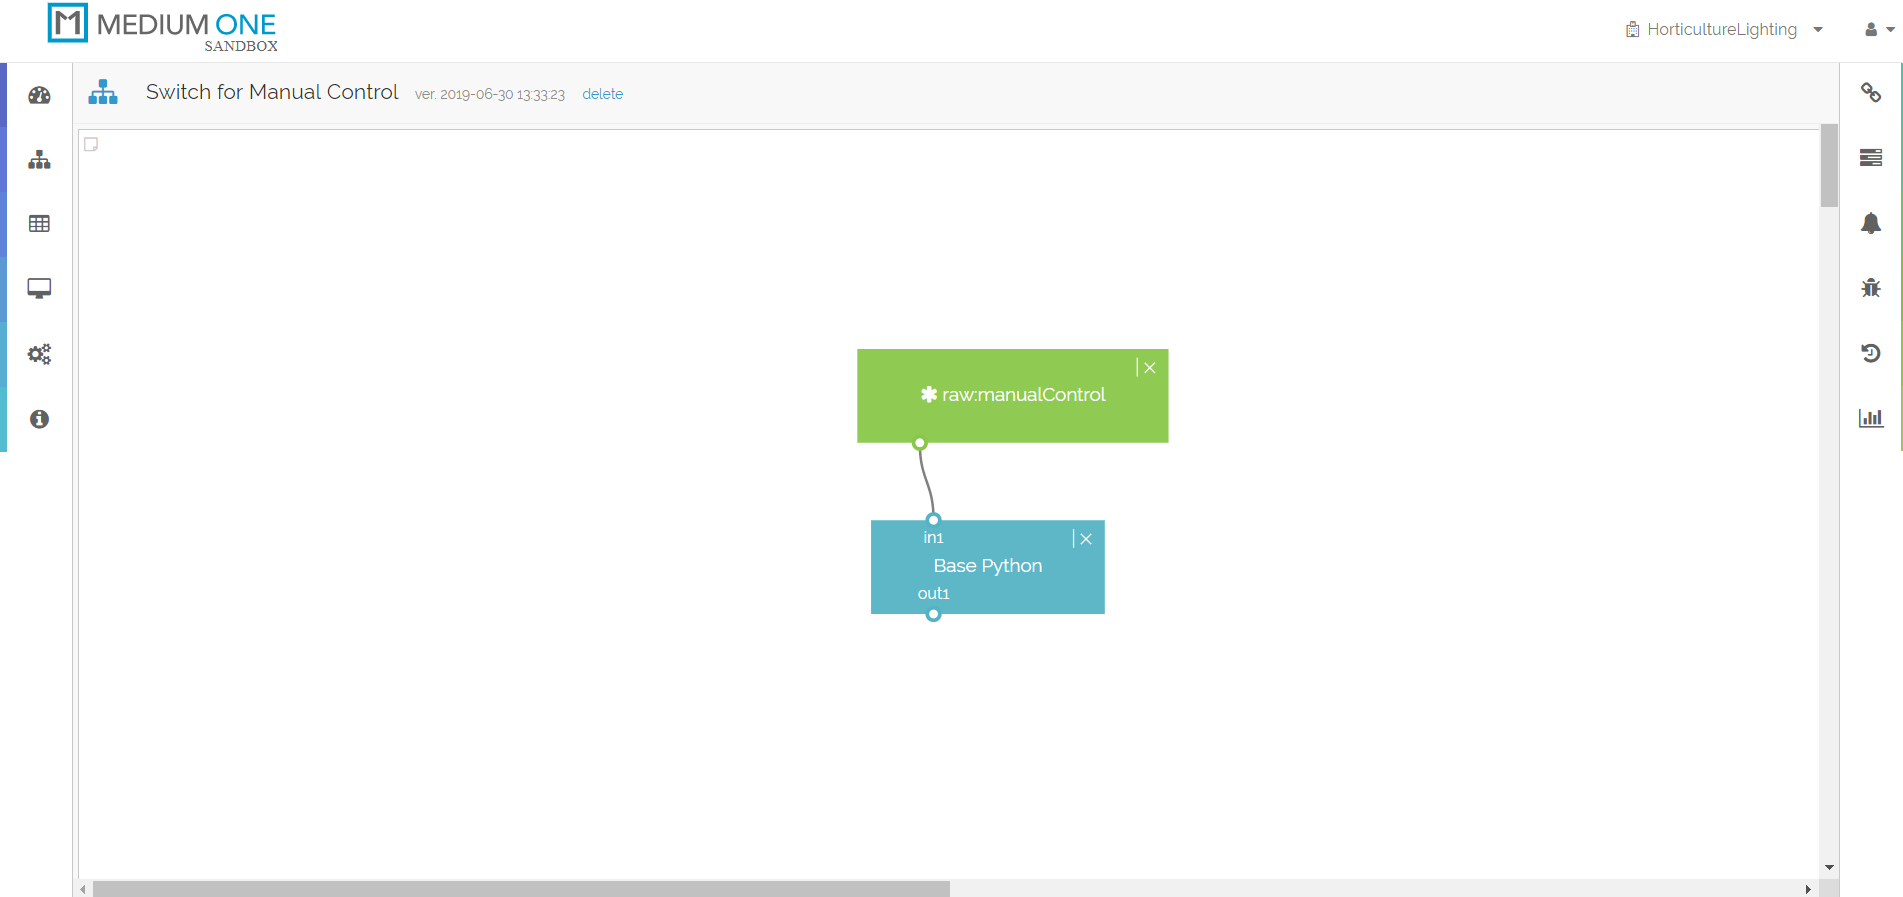 MEDIUM ONE
SANDBOX
HorticultureLighting
Switch for Manual Control ver. 2019-06-30 13:33:23 delete
✱ raw:manualControl
in1
Base Python
out1